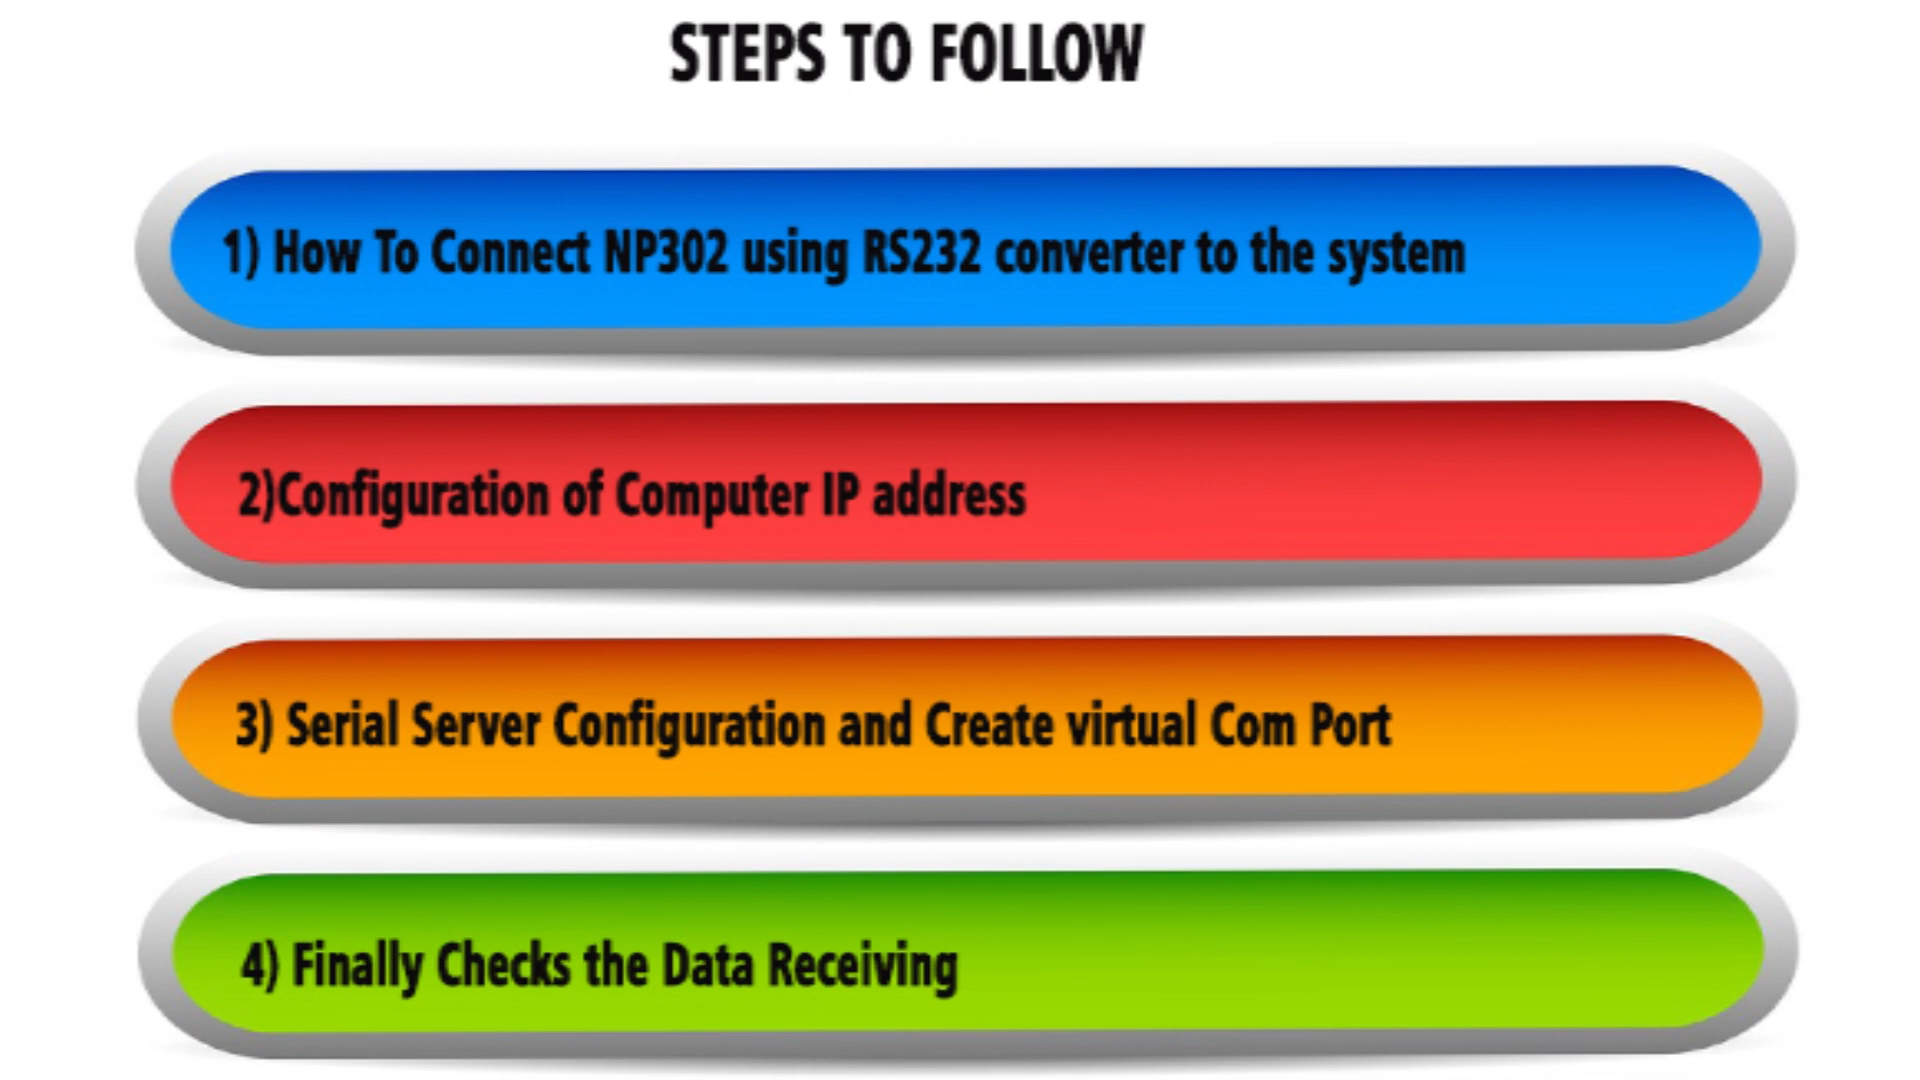 STEPS TO FOLLOW
1) How To Connect NP302 using RS232 converter to the system
2)Configuration of Computer IP address
3) Serial Server Configuration and Create virtual Com Port
4) Finally Checks the Data Receiving